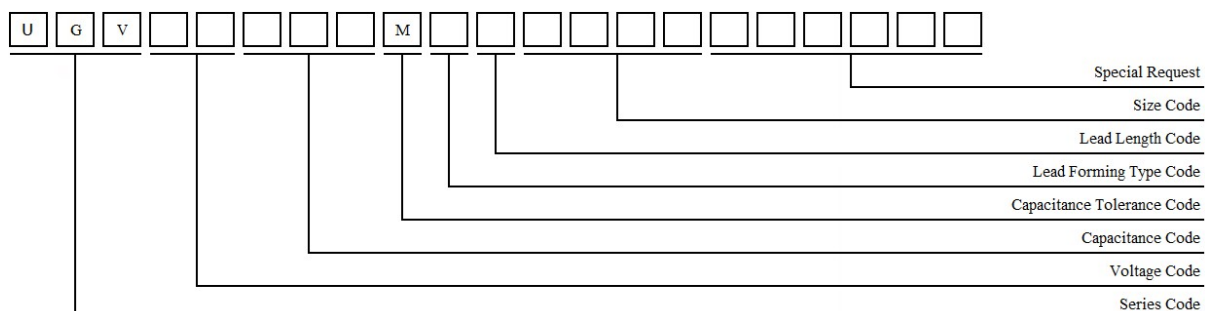 U G V M
Special Request
Size Code
Lead Length Code
Lead Forming Type Code
Capacitance Tolerance Code
Capacitance Code
Voltage Code
Series Code